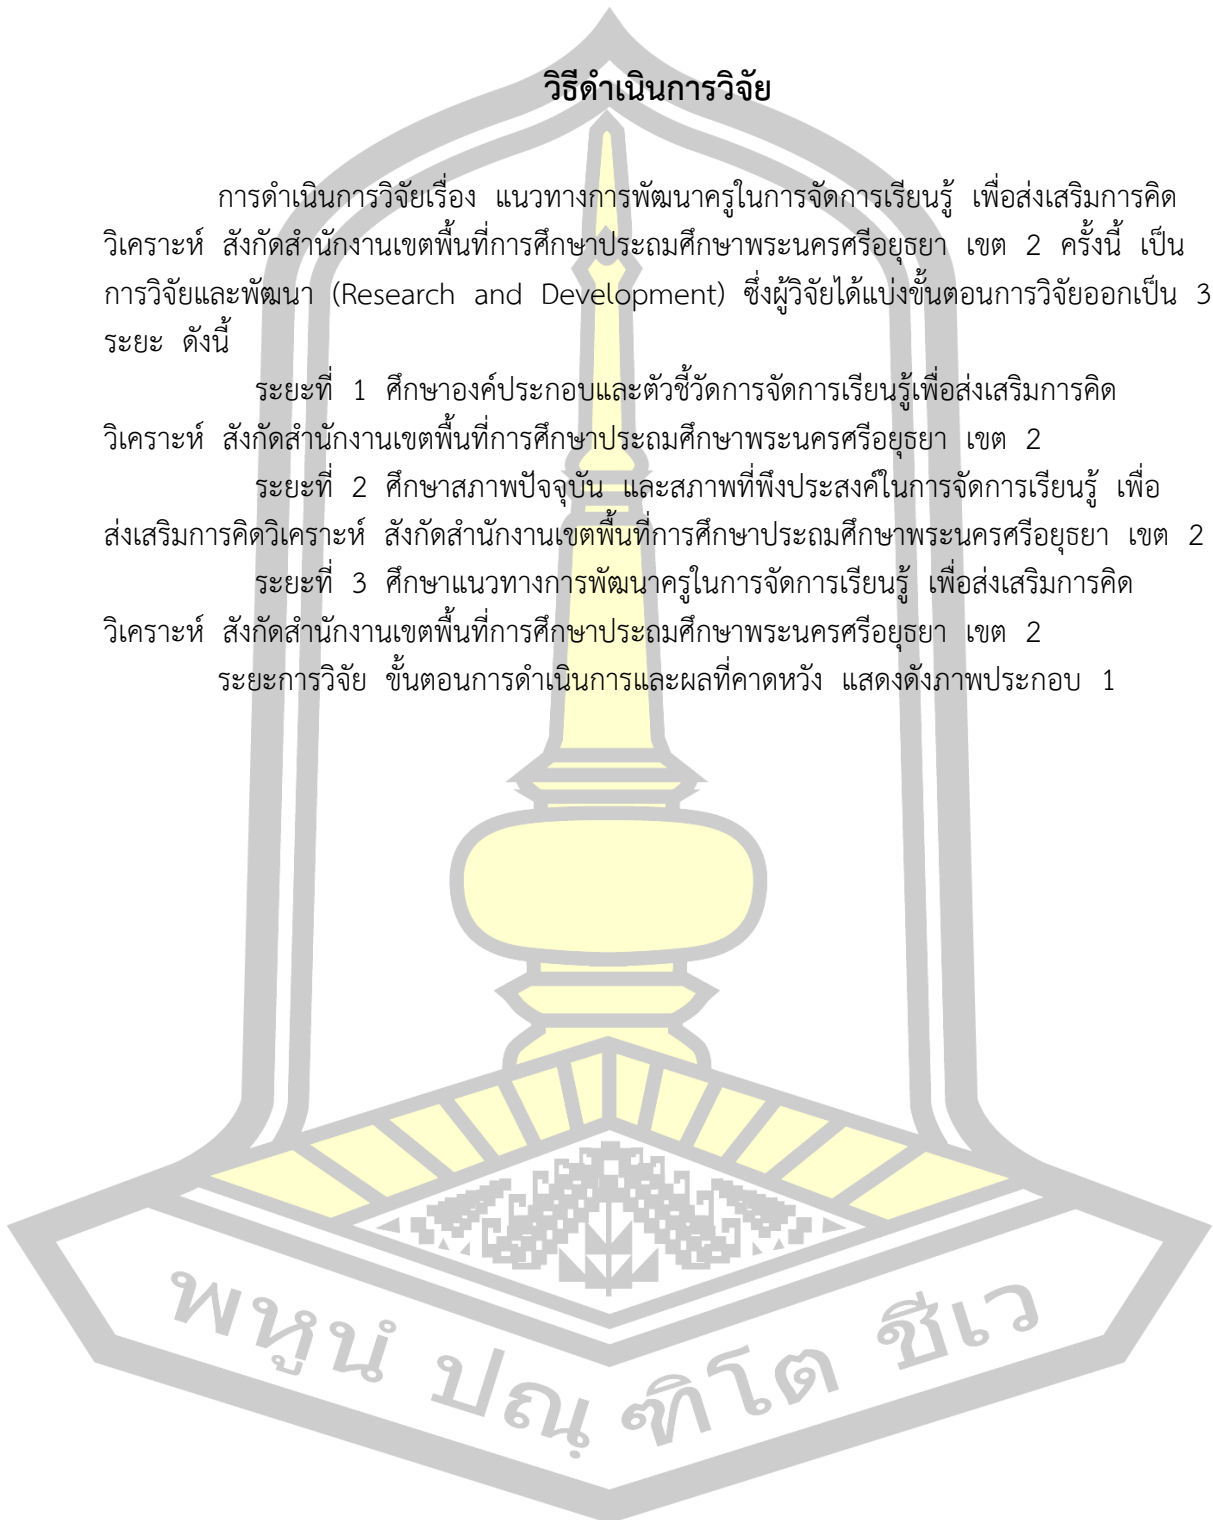 วิธีดำเนินการวิจัย
การดำเนินการวิจัยเรื่อง แนวทางการพัฒนาครูในการจัดการเรียนรู้ เพื่อส่งเสริมการคิด
วิเคราะห์ สังกัดสำนักงานเขตพื้นที่การศึกษาประถมศึกษาพระนครศรีอยุธยา เขต 2 ครั้งนี้ เป็น
การวิจัยและพัฒนา (Research and Development) ซึ่งผู้วิจัยได้แบ่งขั้นตอนการวิจัยออกเป็น 3
ระยะ ดังนี้
ระยะที่ 1 ศึกษาองค์ประกอบและตัวชี้วัดการจัดการเรียนรู้เพื่อส่งเสริมการคิด
วิเคราะห์ สังกัดสำนักงานเขตพื้นที่การศึกษาประถมศึกษาพระนครศรีอยุธยา เขต 2
ระยะที่ 2 ศึกษาสภาพปัจจุบัน และสภาพที่พึงประสงค์ในการจัดการเรียนรู้ เพื่อ
ส่งเสริมการคิดวิเคราะห์ สังกัดสำนักงานเขตพื้นที่การศึกษาประถมศึกษาพระนครศรีอยุธยา เขต 2
ระยะที่ 3 ศึกษาแนวทางการพัฒนาครูในการจัดการเรียนรู้ เพื่อส่งเสริมการคิด
วิเคราะห์ สังกัดสำนักงานเขตพื้นที่การศึกษาประถมศึกษาพระนครศรีอยุธยา เขต 2
ระยะการวิจัย ขั้นตอนการดำเนินการและผลที่คาดหวัง แสดงดังภาพประกอบ 1
พหูนํ ปณฺฑิโต ชีเว